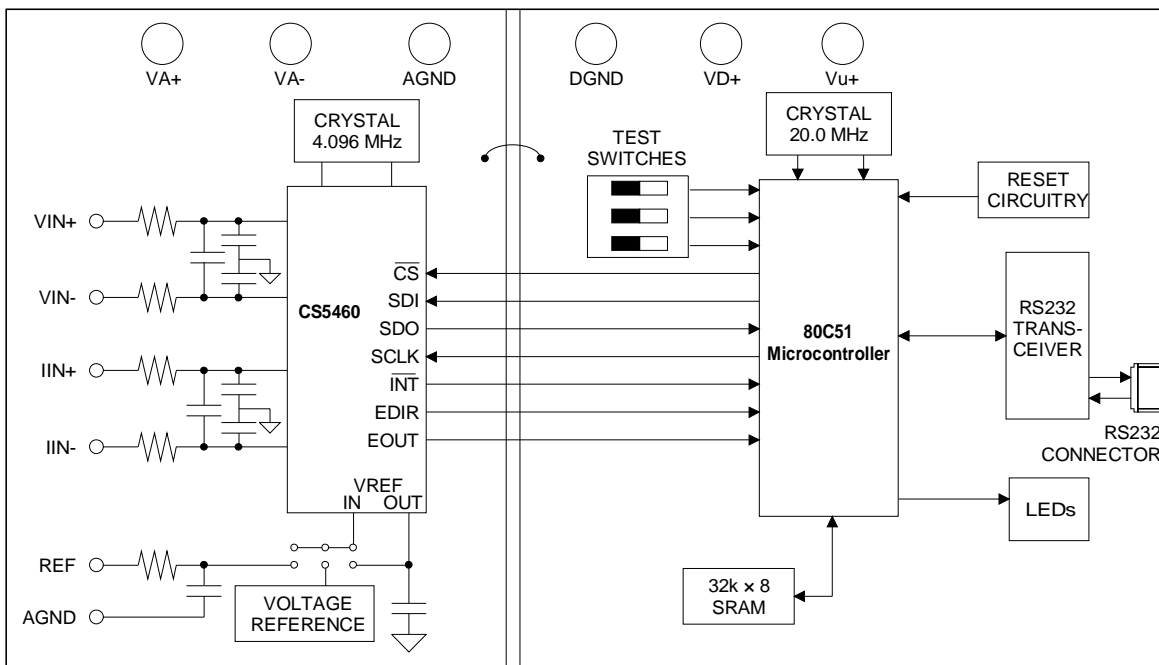 VA+
VA-
AGND
DGND
VD+
Vu+
CRYSTAL
4.096 MHz
TEST
SWITCHES
CRYSTAL
20.0 MHz
RESET
CIRCUITRY
VIN+
VIN-
IIN+
IIN-
CS5460
CS
SDI
SDO
SCLK
INT
EDIR
EOUT
VREF
IN OUT
80C51
Microcontroller
RS232
TRANS-
CEIVER
RS232
CONNECTOR
LEDs
REF
AGND
VOLTAGE
REFERENCE
32k × 8
SRAM